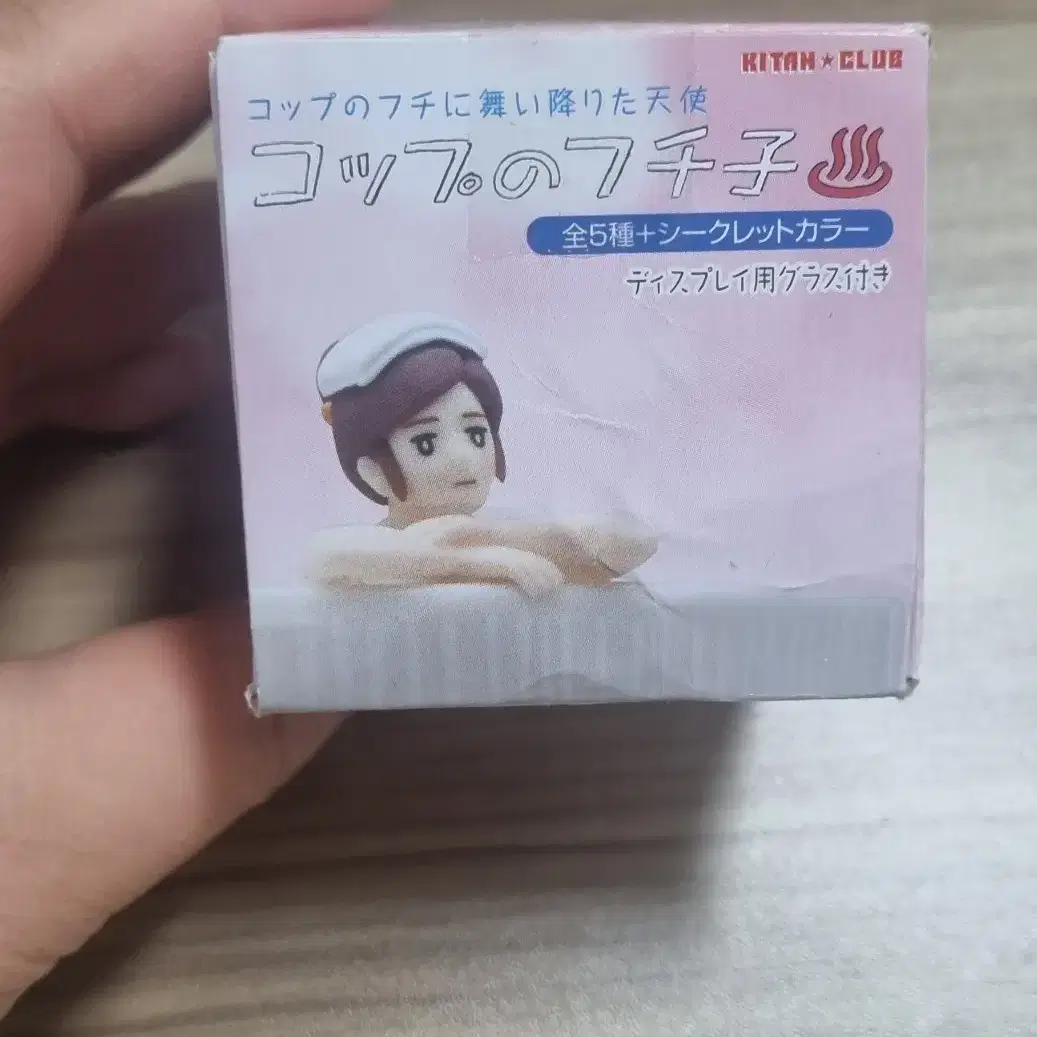 KITAN★CLUB
コップのフチに舞い降りた天使
コップのフチ子♨
全5種+シークレットカラー
ディスプレイ用グラス付き